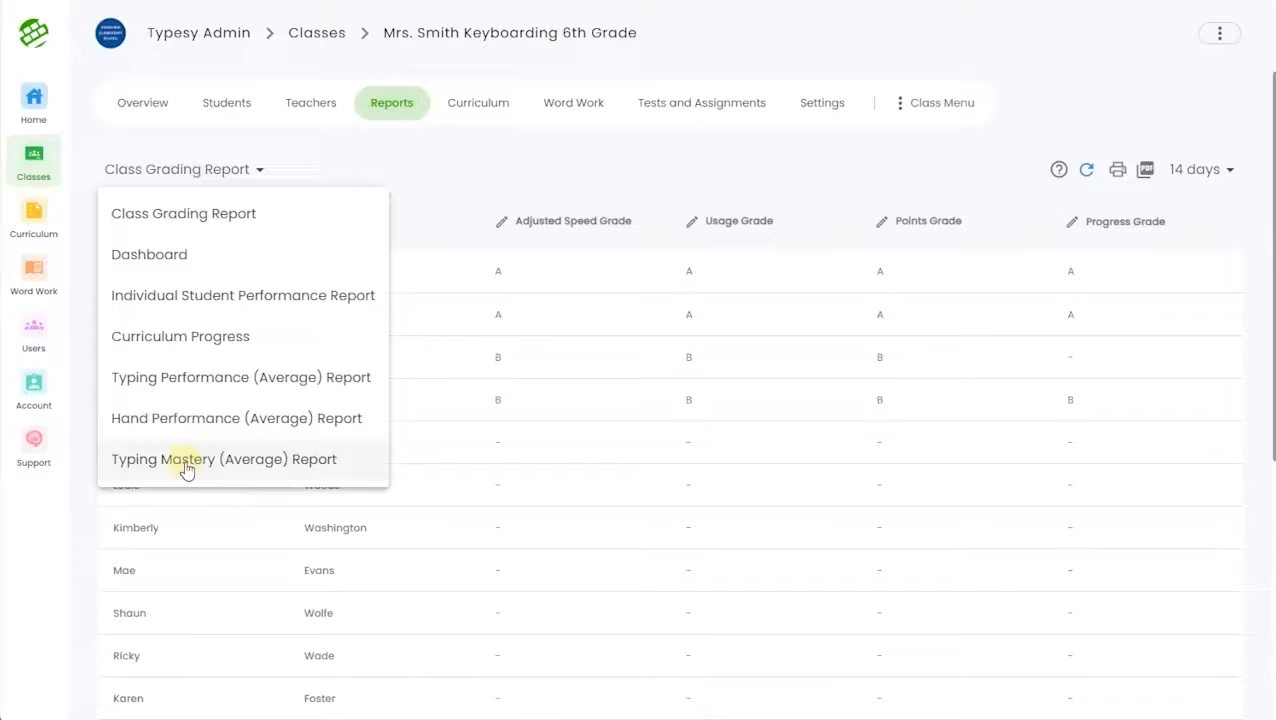 Typesy Admin > Classes > Mrs. Smith Keyboarding 6th Grade
Home
Classes
Curriculum
Word Work
Users
Account
Support
Overview Students Teachers Reports Curriculum Word Work Tests and Assignments Settings | Class Menu
Class Grading Report 14 days
Class Grading Report
Dashboard
Individual Student Performance Report
Curriculum Progress
Typing Performance (Average) Report
Hand Performance (Average) Report
Typing Mastery (Average) Report
Adjusted Speed Grade Usage Grade Points Grade Progress Grade
A A A A
A A A A
B B B -
B B B B
- - - -
- - - -
Kimberly Washington - - - -
Mae Evans - - - -
Shaun Wolfe - - - -
Ricky Wade - - - -
Karen Foster - - - -